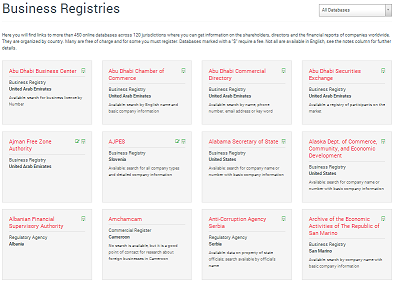 Business Registries
All Databases
Here you will find links to more than 450 online databases across 120 jurisdictions where you can get information on the shareholders, directors and the financial reports of companies worldwide.
They are organized by country. Many are free of charge and for some you must register. Databases marked with a "$" require a fee. Not all are available in English; see the notes column for further
details.
Abu Dhabi Business Center
Business Registry
United Arab Emirates
Available: search for business licence by
Number
Abu Dhabi Chamber of
Commerce
Business Registry
United Arab Emirates
Available: search by English name and
basic company information
Abu Dhabi Commercial
Directory
Business Registry
United Arab Emirates
Available: search by name, phone
number, email address or key word
Abu Dhabi Securities
Exchange
Business Registry
United Arab Emirates
Available: a registry of participants on the
market.
Ajman Free Zone
Authority
Business Registry
United Arab Emirates
AJPES
Business Registry
Slovenia
Available: search for all company types
and detailed company information
Alabama Secretary of State
Business Registry
United States
Available: search for company name or
number with basic company information
Alaska Dept. of Commerce,
Community, and Economic
Development
Business Registry
United States
Available: search for company name or
number with basic company information
Albanian Financial
Supervisory Authority
Regulatory Agency
Albania
Amchamcam
Commercial Register
Cameroon
No search is available, but it is a good
point of contact for research about
foreign businesses in Cameroon
Anti-Corruption Agency
Serbia
Regulatory Agency
Serbia
Available: data on property of state
officials; search available by official's
name
Archive of the Economic
Activities of The Republic of
San Marino
Business Registry
San Marino
Available: search by company name with
basic company information